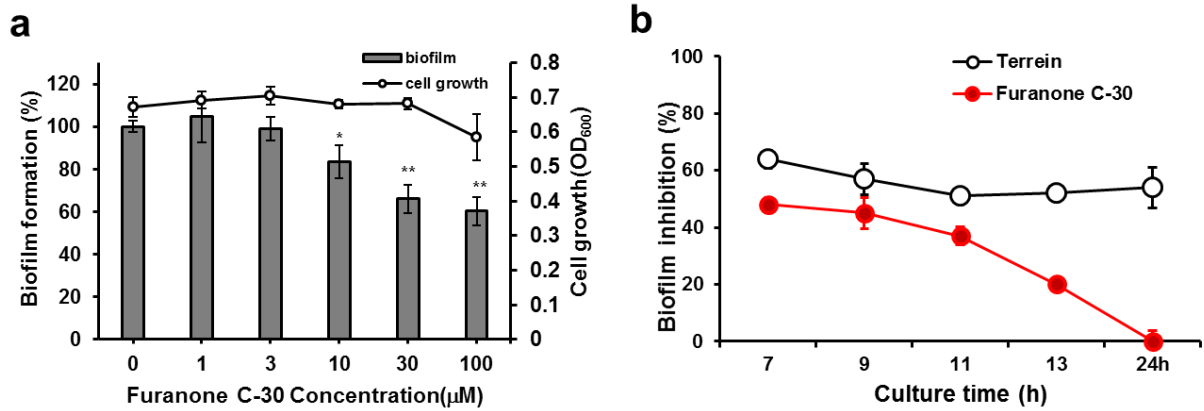 a
biofilm
cell growth
Biofilm formation (%)
120
100
80
60
40
20
0
*
**
**
0.8
0.7
0.6
0.5
0.4
0.3
0.2
0.1
0
Cell growth(OD600)
0 1 3 10 30 100
Furanone C-30 Concentration(μM)
b
Terrein
Furanone C-30
Biofilm inhibition (%)
100
80
60
40
20
0
7 9 11 13 24h
Culture time (h)